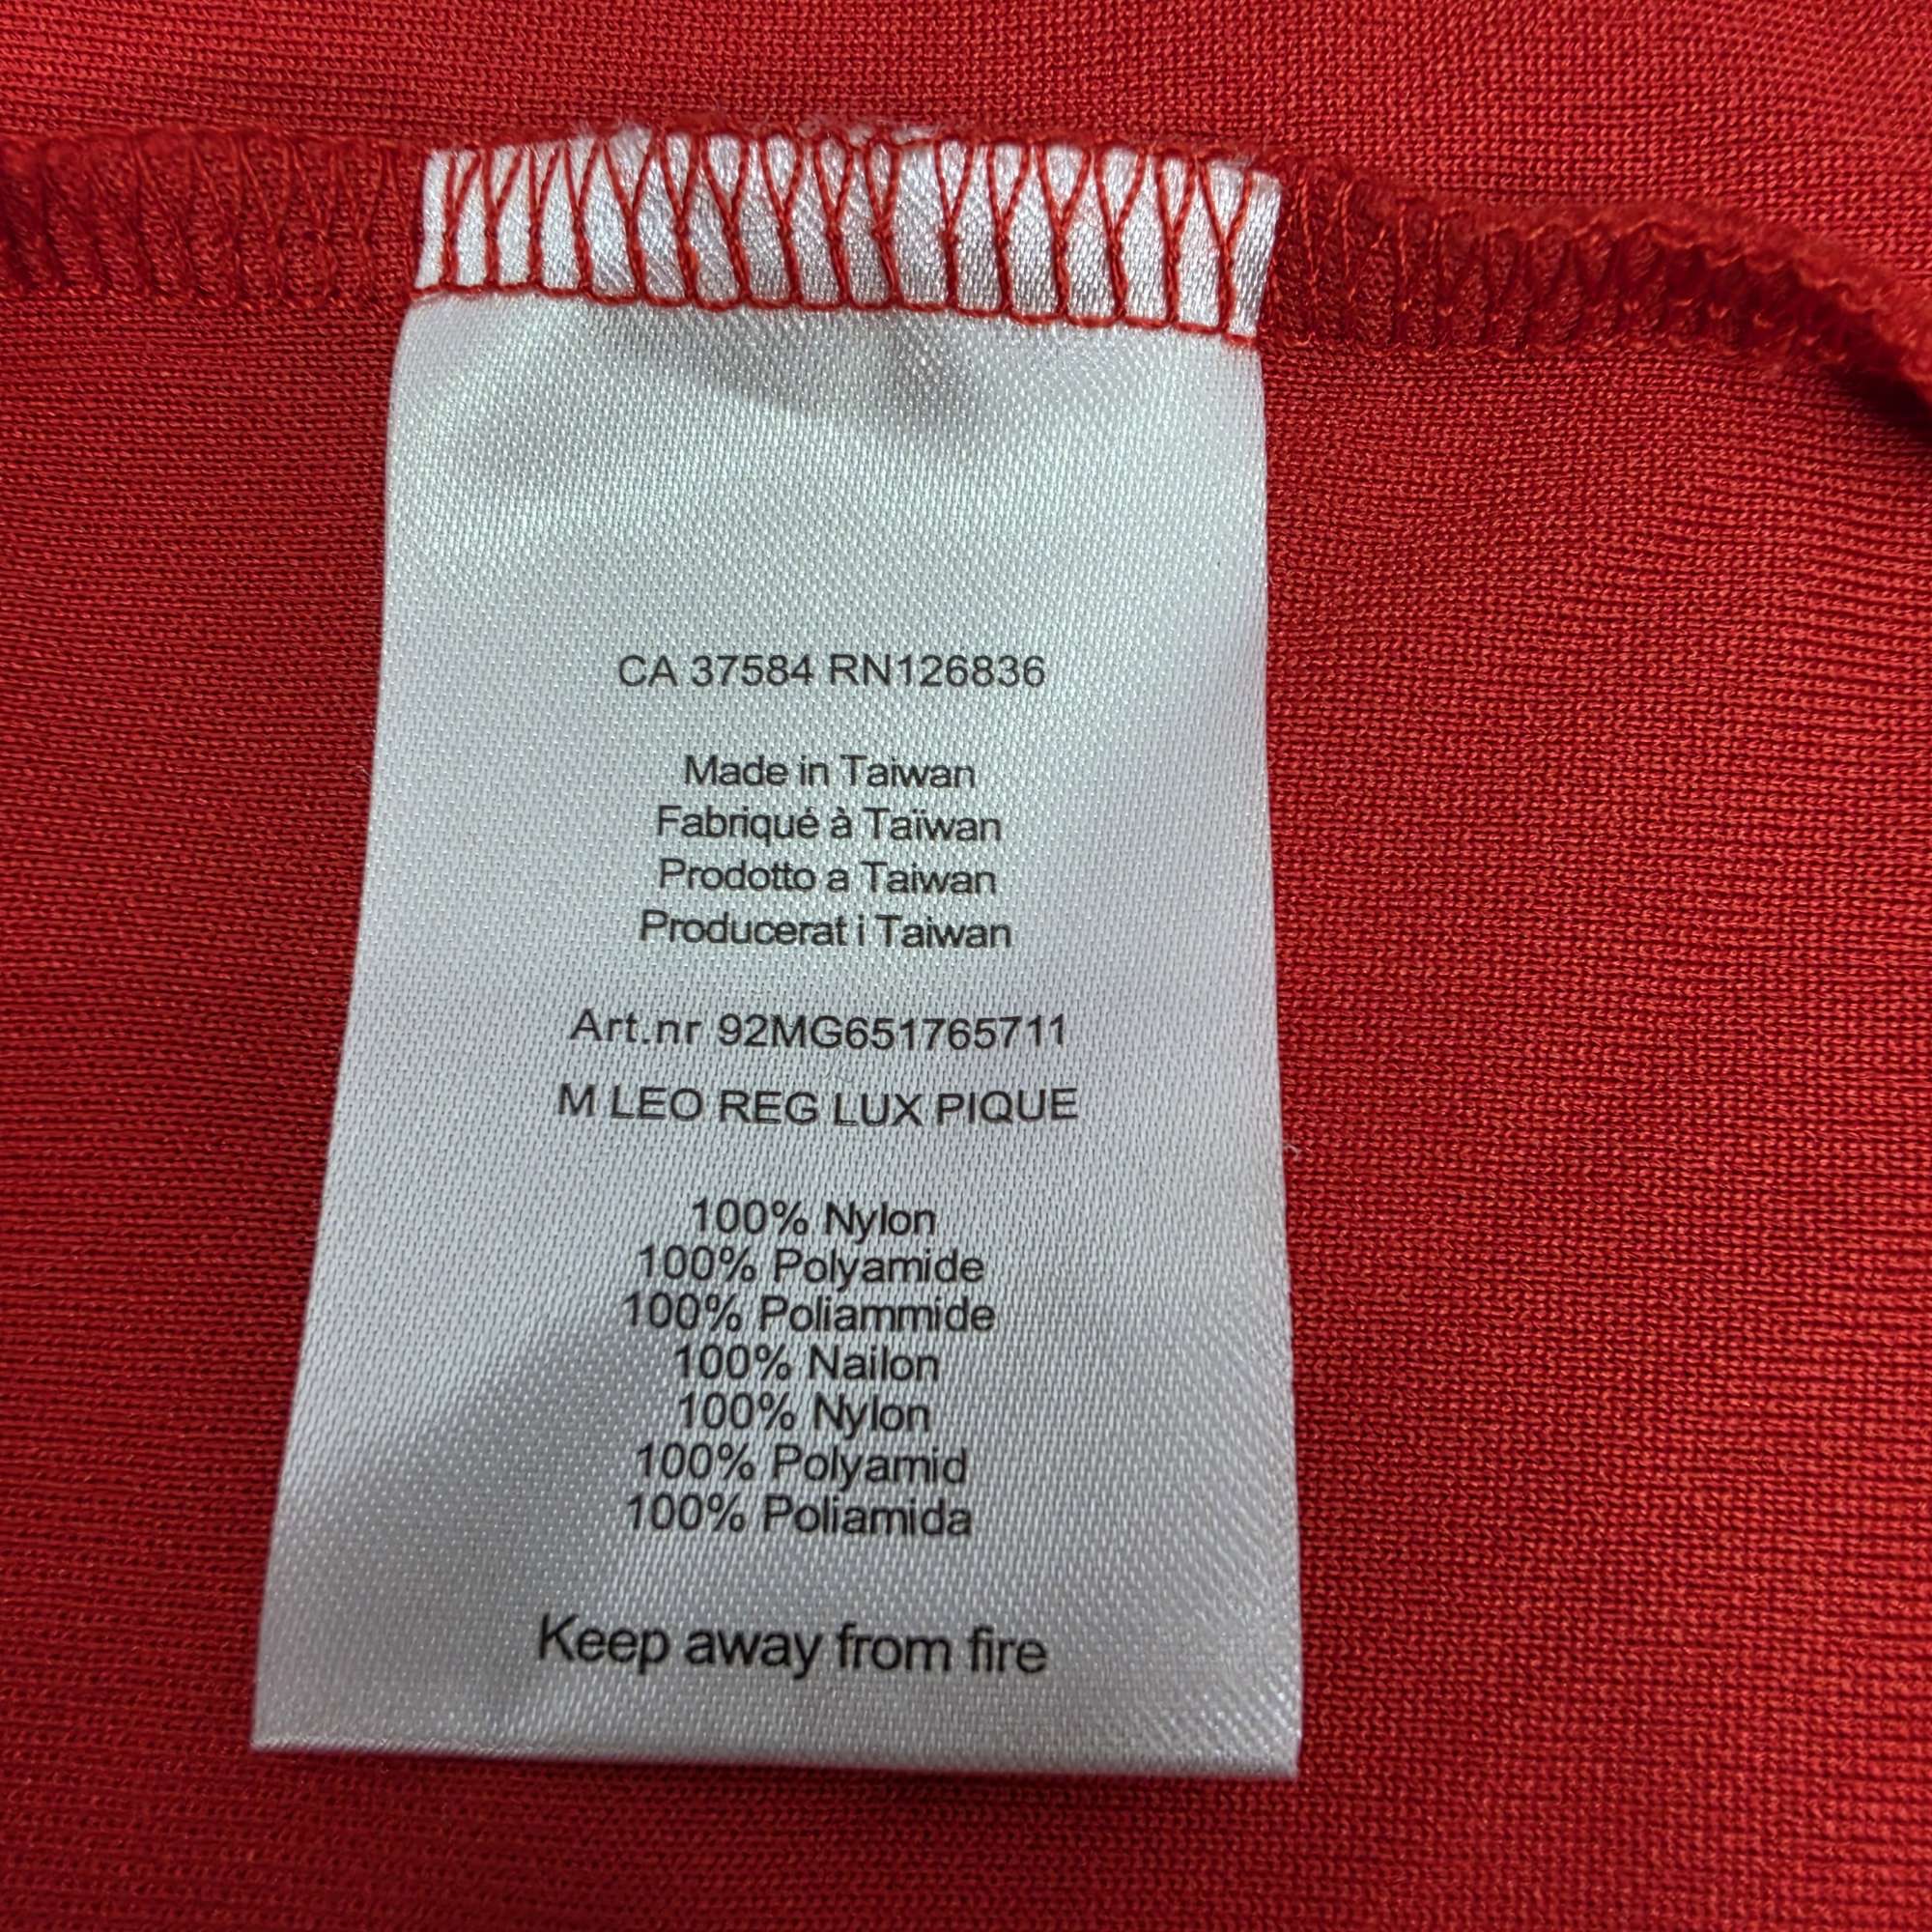 CA 37584 RN126836
Made in Taiwan
Fabriqué à Taïwan
Prodotto a Taiwan
Producerat i Taiwan
Art.nr 92MG651765711
M LEO REG LUX PIQUE
100% Nylon
100% Polyamide
100% Poliammide
100% Nailon
100% Nylon
100% Polyamid
100% Poliamida
Keep away from fire